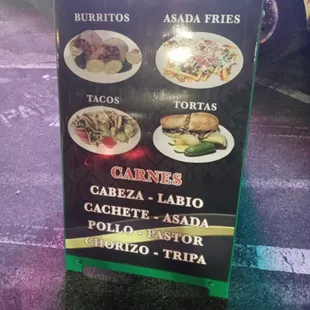 BURRITOS
ASADA FRIES
TACOS
TORTAS
CARNES
CABEZA - LABIO
CACHETE - ASADA
POLLO - PASTOR
CHORIZO - TRIPA